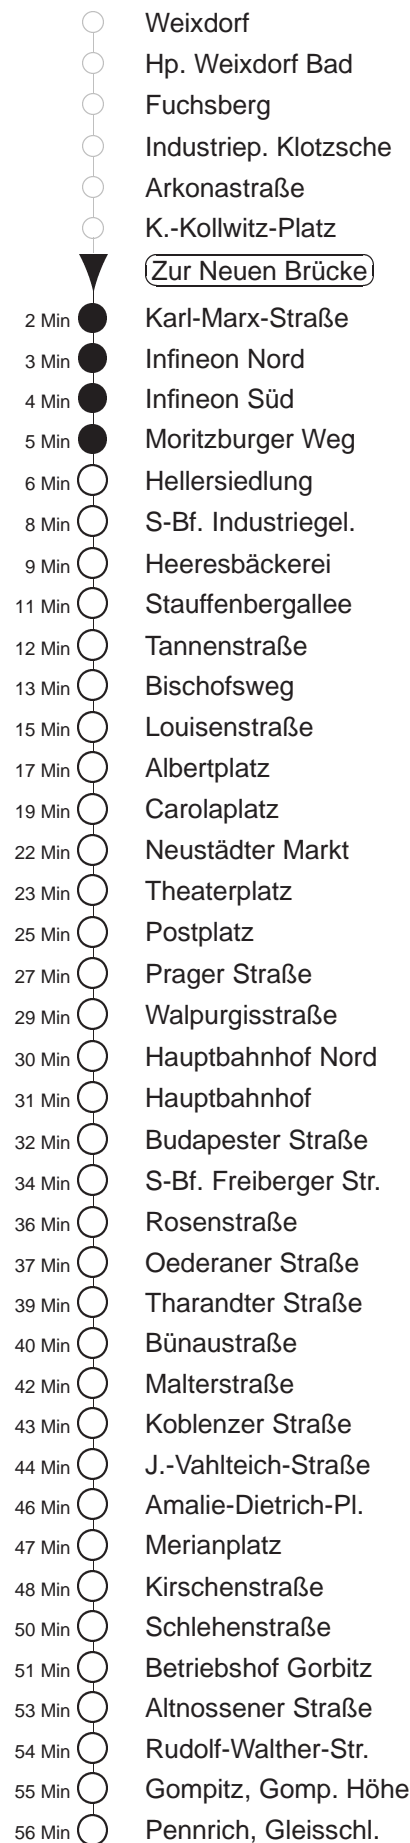 Weixdorf
Hp. Weixdorf Bad
Fuchsberg
Industriep. Klotzsche
Arkonastraße
K.-Kollwitz-Platz
Zur Neuen Brücke
2 Min Karl-Marx-Straße
3 Min Infineon Nord
4 Min Infineon Süd
5 Min Moritzburger Weg
6 Min Hellersiedlung
8 Min S-Bf. Industriegel.
9 Min Heeresbäckerei
11 Min Stauffenbergallee
12 Min Tannenstraße
13 Min Bischofsweg
15 Min Louisenstraße
17 Min Albertplatz
19 Min Carolaplatz
22 Min Neustädter Markt
23 Min Theaterplatz
25 Min Postplatz
27 Min Prager Straße
29 Min Walpurgisstraße
30 Min Hauptbahnhof Nord
31 Min Hauptbahnhof
32 Min Budapester Straße
34 Min S-Bf. Freiberger Str.
36 Min Rosenstraße
37 Min Oederaner Straße
39 Min Tharandter Straße
40 Min Bünaustraße
42 Min Malterstraße
43 Min Koblenzer Straße
44 Min J.-Vahlteich-Straße
46 Min Amalie-Dietrich-Pl.
47 Min Merianplatz
48 Min Kirschenstraße
50 Min Schlehenstraße
51 Min Betriebshof Gorbitz
53 Min Altnossener Straße
54 Min Rudolf-Walther-Str.
55 Min Gompitz, Gomp. Höhe
56 Min Pennrich, Gleisschl.